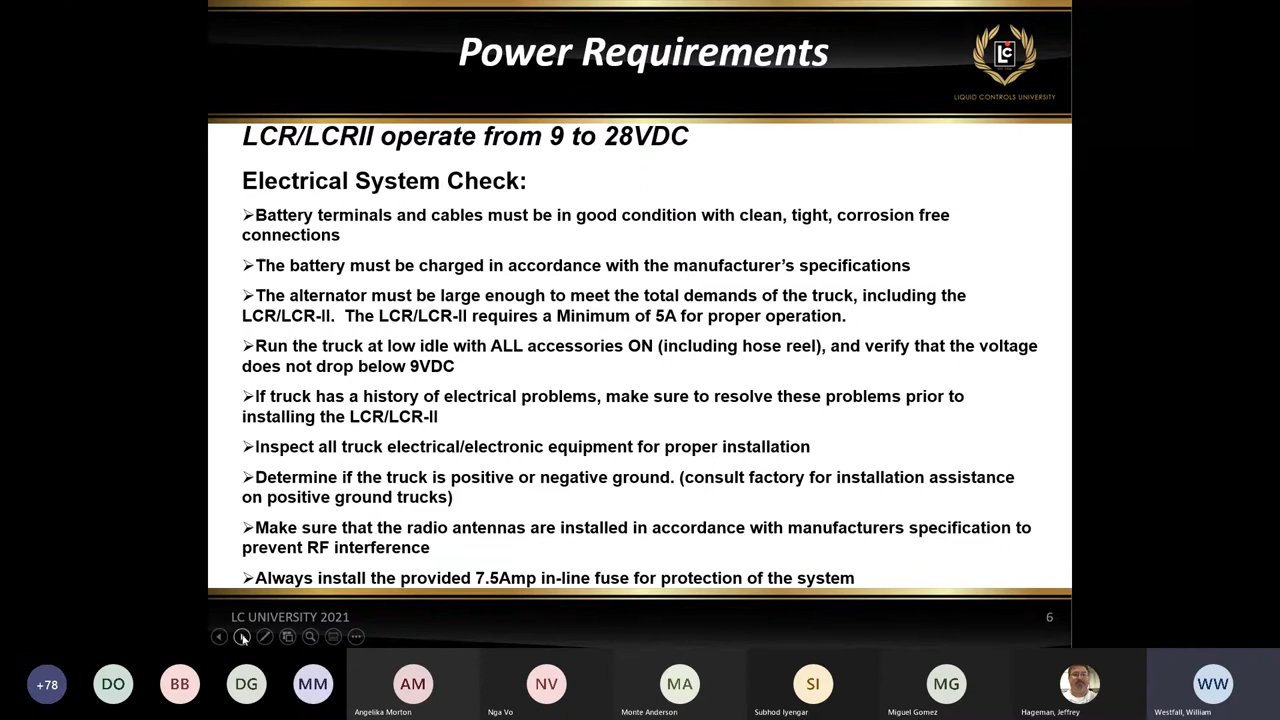 Power Requirements
LC
LIQUID CONTROLS UNIVERSITY
LCR/LCRII operate from 9 to 28VDC
Electrical System Check:
➢Battery terminals and cables must be in good condition with clean, tight, corrosion free
connections
➢The battery must be charged in accordance with the manufacturer’s specifications
➢The alternator must be large enough to meet the total demands of the truck, including the
LCR/LCR-II.  The LCR/LCR-II requires a Minimum of 5A for proper operation.
➢Run the truck at low idle with ALL accessories ON (including hose reel), and verify that the voltage
does not drop below 9VDC
➢If truck has a history of electrical problems, make sure to resolve these problems prior to
installing the LCR/LCR-II
➢Inspect all truck electrical/electronic equipment for proper installation
➢Determine if the truck is positive or negative ground. (consult factory for installation assistance
on positive ground trucks)
➢Make sure that the radio antennas are installed in accordance with manufacturers specification to
prevent RF interference
➢Always install the provided 7.5Amp in-line fuse for protection of the system
LC UNIVERSITY 2021
6
+78
DO
BB
DG
MM
AM
NV
MA
SI
MG
WW
Angelika Morton
Nga Vo
Monte Anderson
Subhod Iyengar
Miguel Gomez
Hageman, Jeffrey
Westfall, William